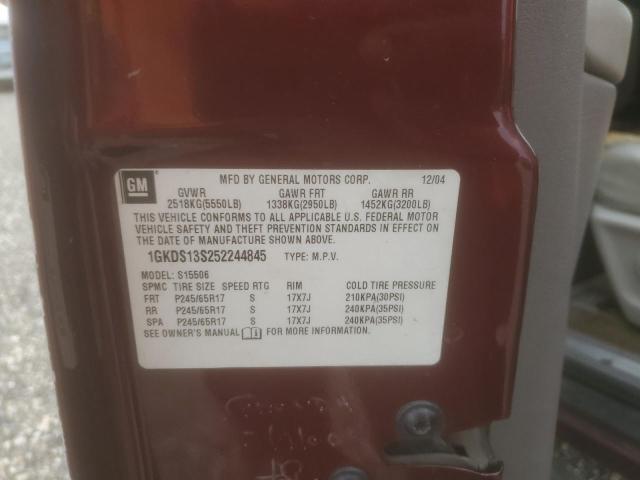 GM
MFD BY GENERAL MOTORS CORP. 12/04
GVWR GAWR FRT GAWR RR
2518KG(5550LB) 1338KG(2950LB) 1452KG(3200LB)
THIS VEHICLE CONFORMS TO ALL APPLICABLE U.S. FEDERAL MOTOR
VEHICLE SAFETY AND THEFT PREVENTION STANDARDS IN EFFECT ON
THE DATE OF MANUFACTURE SHOWN ABOVE.
1GKDS13S252244845 TYPE: M.P.V.
MODEL: S15506
SPMC TIRE SIZE SPEED RTG RIM COLD TIRE PRESSURE
FRT P245/65R17 S 17X7J 210KPA(30PSI)
RR P245/65R17 S 17X7J 240KPA(35PSI)
SPA P245/65R17 S 17X7J 240KPA(35PSI)
SEE OWNER'S MANUAL FOR MORE INFORMATION.